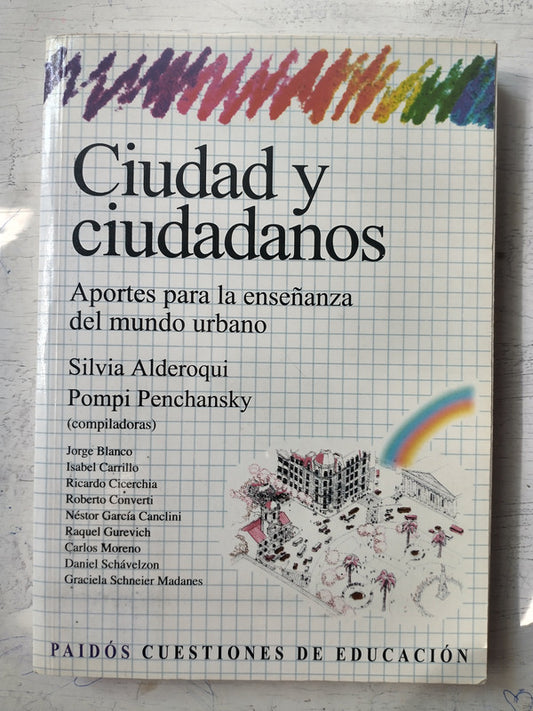 Ciudad y
ciudadanos
Aportes para la enseñanza
del mundo urbano
Silvia Alderoqui
Pompi Penchansky
(compiladoras)
Jorge Blanco
Isabel Carrillo
Ricardo Cicerchia
Roberto Converti
Néstor García Canclini
Raquel Gurevich
Carlos Moreno
Daniel Schávelzon
Graciela Schneier Madanes
PAIDÓS CUESTIONES DE EDUCACIÓN